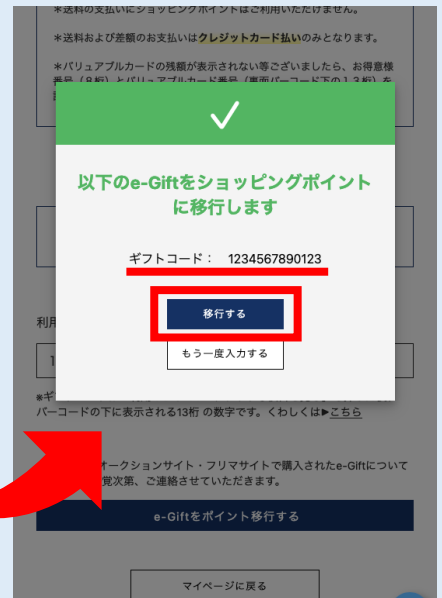 *送料の支払いにショッピングポイントはご利用いただけません。
*送料および差額のお支払いはクレジットカード払いのみとなります。
*バリュアブルカードの残額が表示されない等ございましたら、お得意様
番号（8桁）とバリュアブルカード番号（裏面バーコード下の13桁）を
以下のe-Giftをショッピングポイント
に移行します
ギフトコード： 1234567890123
移行する
もう一度入力する
利用
1
※ギ
バーコードの下に表示される13桁 の数字です。くわしくは▶こちら
オークションサイト・フリマサイトで購入されたe-Giftについて
覚次第、ご連絡させていただきます。
e-Giftをポイント移行する
マイページに戻る